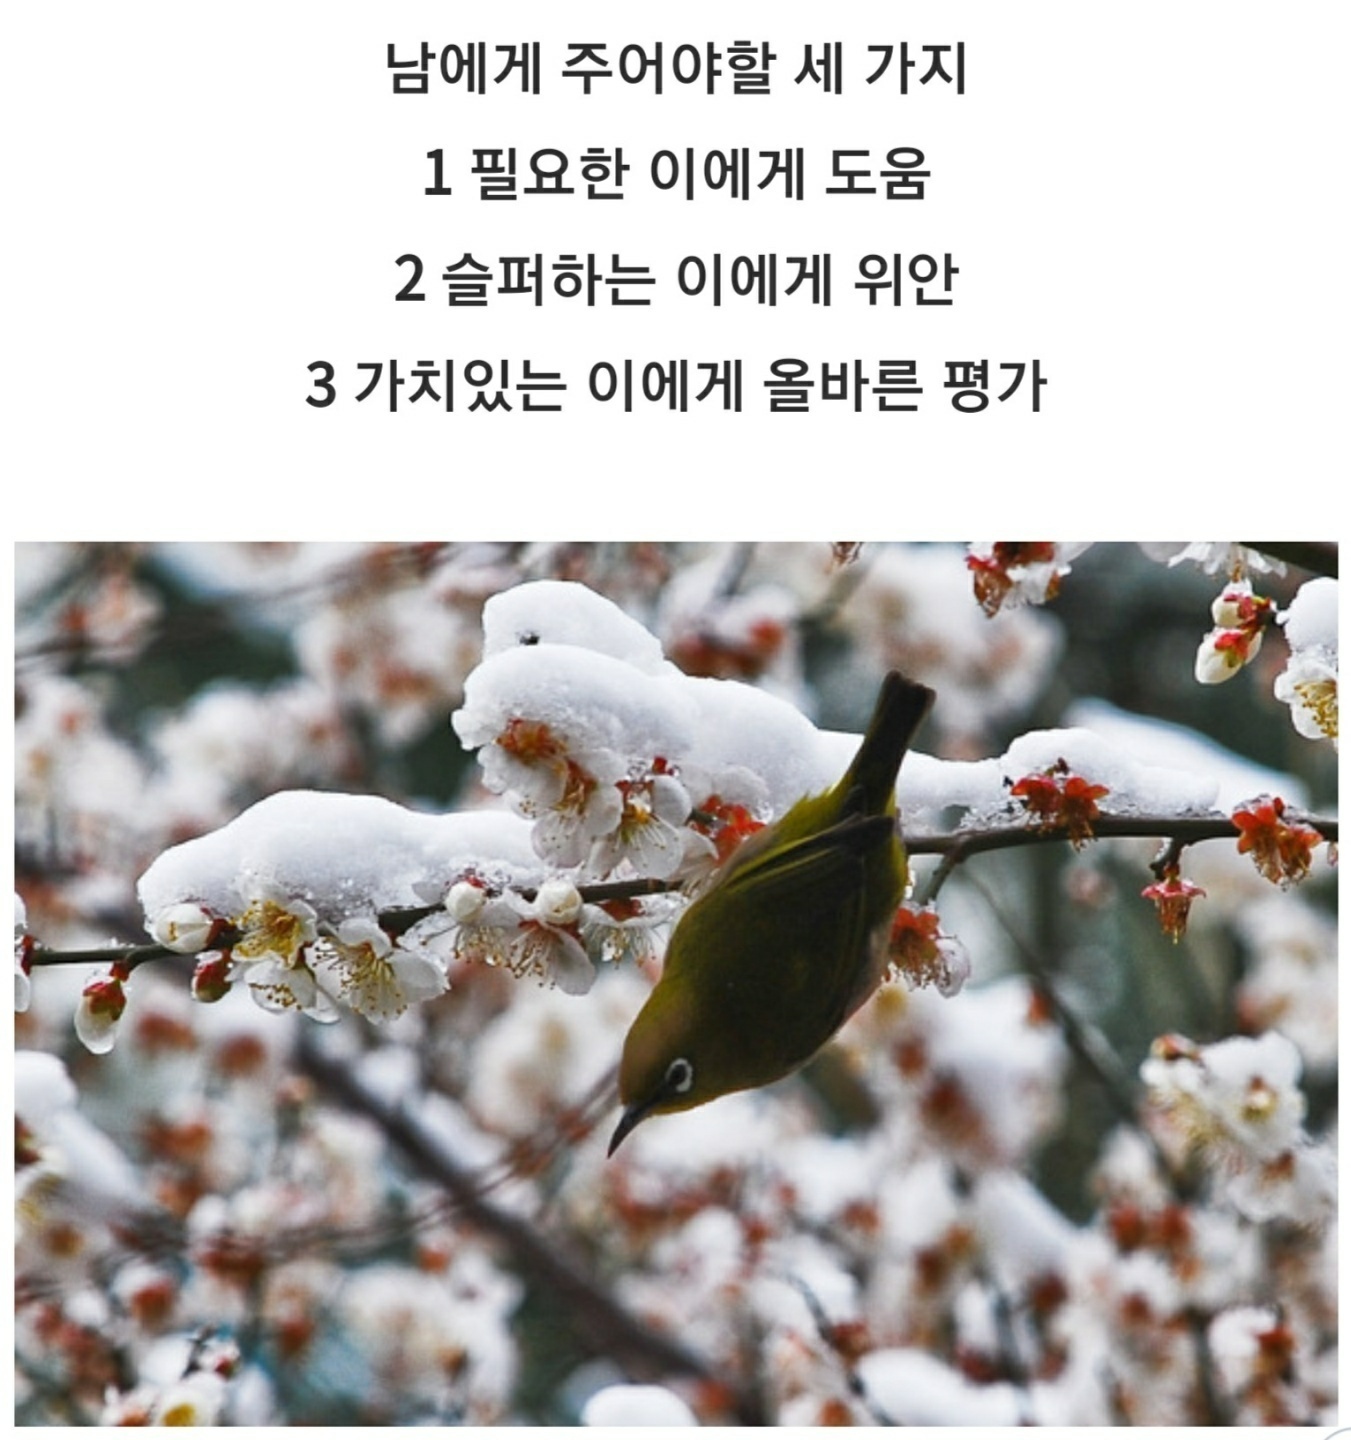 남에게 주어야할 세 가지
1 필요한 이에게 도움
2 슬퍼하는 이에게 위안
3 가치있는 이에게 올바른 평가